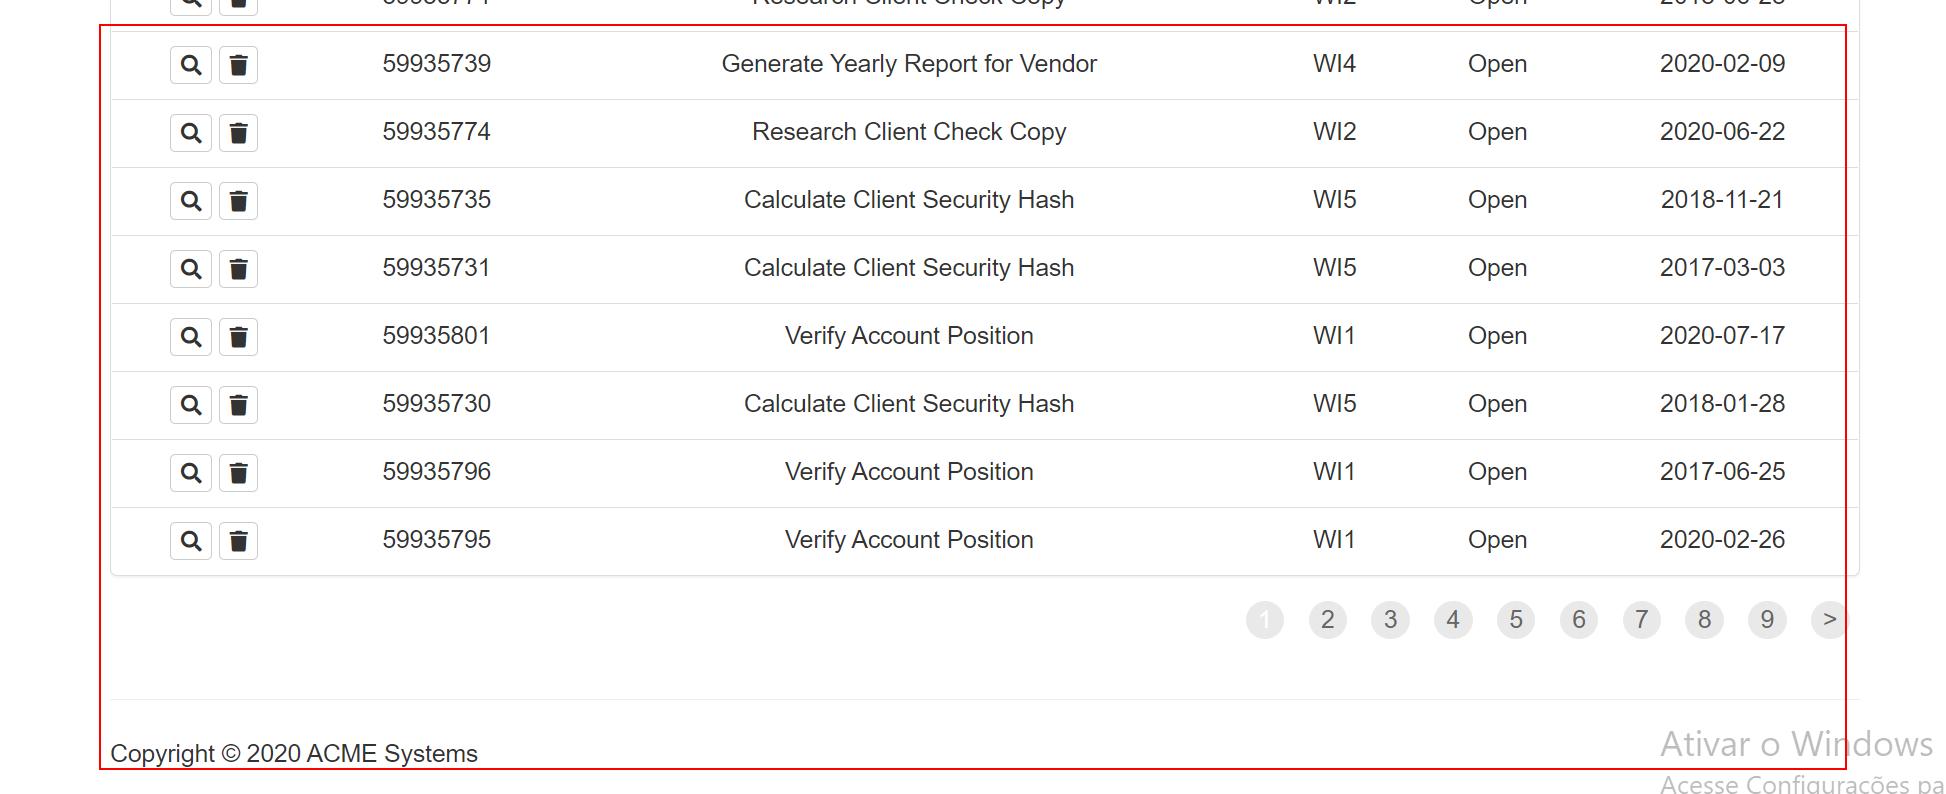 Research Client Check Copy WI2 Open
59935739 Generate Yearly Report for Vendor WI4 Open 2020-02-09
59935774 Research Client Check Copy WI2 Open 2020-06-22
59935735 Calculate Client Security Hash WI5 Open 2018-11-21
59935731 Calculate Client Security Hash WI5 Open 2017-03-03
59935801 Verify Account Position WI1 Open 2020-07-17
59935730 Calculate Client Security Hash WI5 Open 2018-01-28
59935796 Verify Account Position WI1 Open 2017-06-25
59935795 Verify Account Position WI1 Open 2020-02-26
1 2 3 4 5 6 7 8 9 >
Copyright © 2020 ACME Systems
Ativar o Windows
Acesse Configurações pa